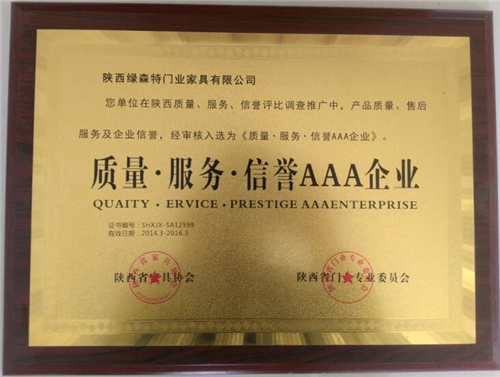 陕西绿森特门业家具有限公司
您单位在陕西质量、服务、信誉评比调查推广中，产品质量、售后
服务及企业信誉，经审核入选为《质量·服务·信誉AAA企业》。
质量·服务·信誉AAA企业
QUAITY · ERVICE · PRESTIGE AAAENTERPRISE
证书编号：SHXJX-SA12599
有效日期：2014.3-2016.3
陕西省家具协会
陕西省门业专业委员会